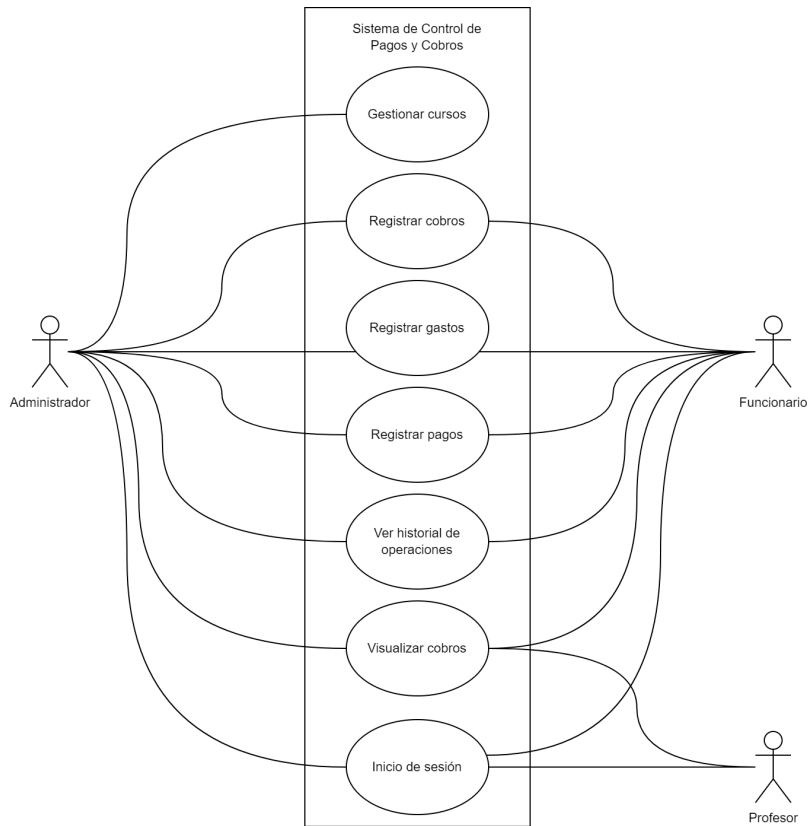 Sistema de Control de
Pagos y Cobros
Gestionar cursos
Registrar cobros
Registrar gastos
Administrador
Funcionario
Registrar pagos
Ver historial de
operaciones
Visualizar cobros
Inicio de sesión
Profesor